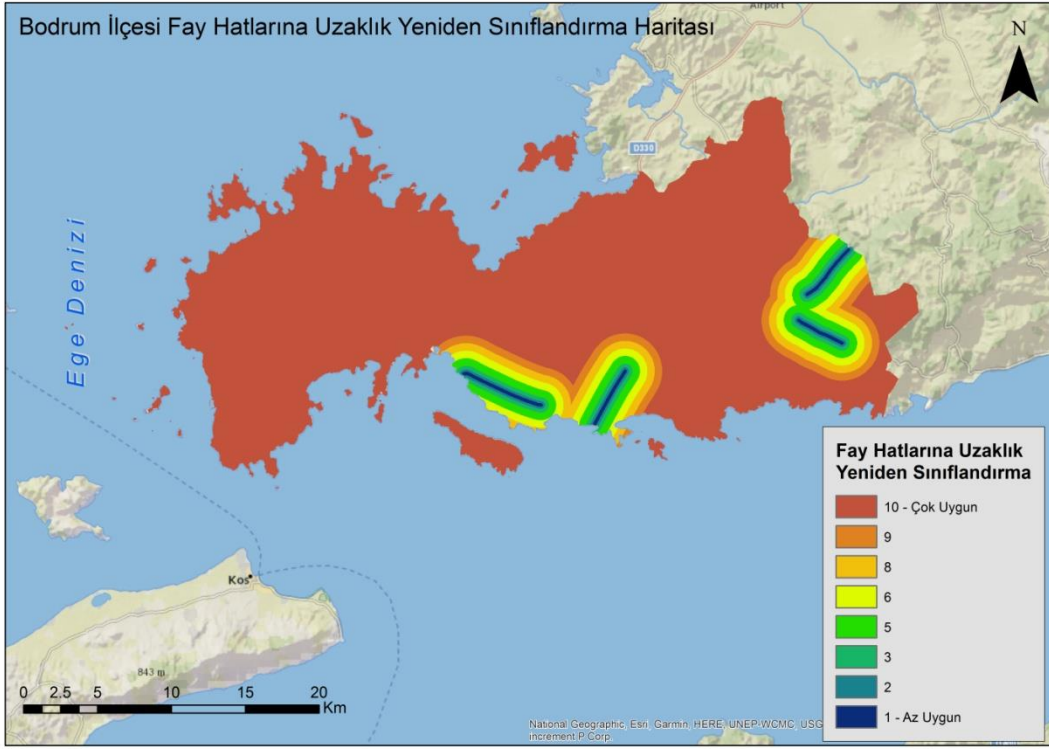 Bodrum İlçesi Fay Hatlarına Uzaklık Yeniden Sınıflandırma Haritası
Airport
N
D330
Ege Denizi
Kos
843 m
0 2.5 5 10 15 20
Km
Fay Hatlarına Uzaklık
Yeniden Sınıflandırma
10 - Çok Uygun
9
8
6
5
3
2
1 - Az Uygun
National Geographic, Esri, Garmin, HERE, UNEP-WCMC, USG
increment P Corp.